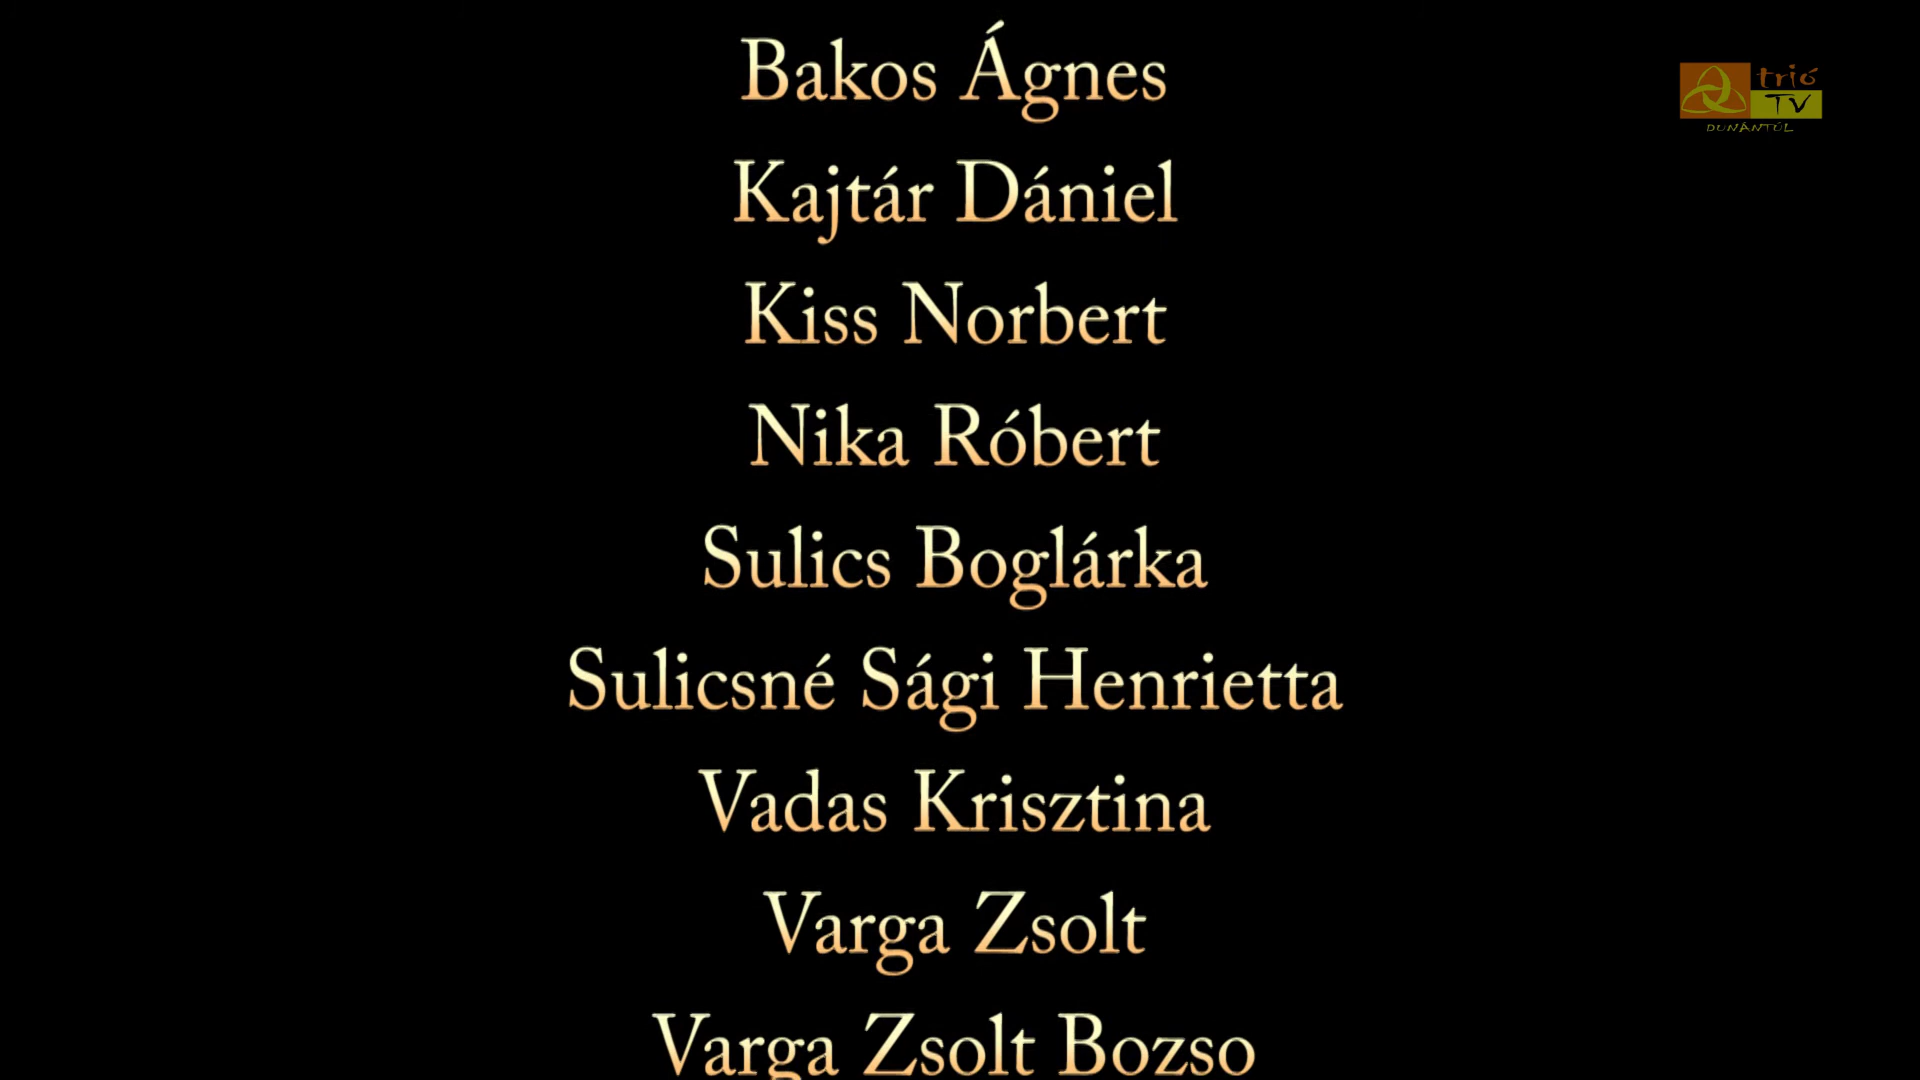 Bakos Ágnes
trió
TV
DUNÁNTÚL
Kajtár Dániel
Kiss Norbert
Nika Róbert
Sulics Boglárka
Sulicsné Sági Henrietta
Vadas Krisztina
Varga Zsolt
Varga Zsolt Bozso